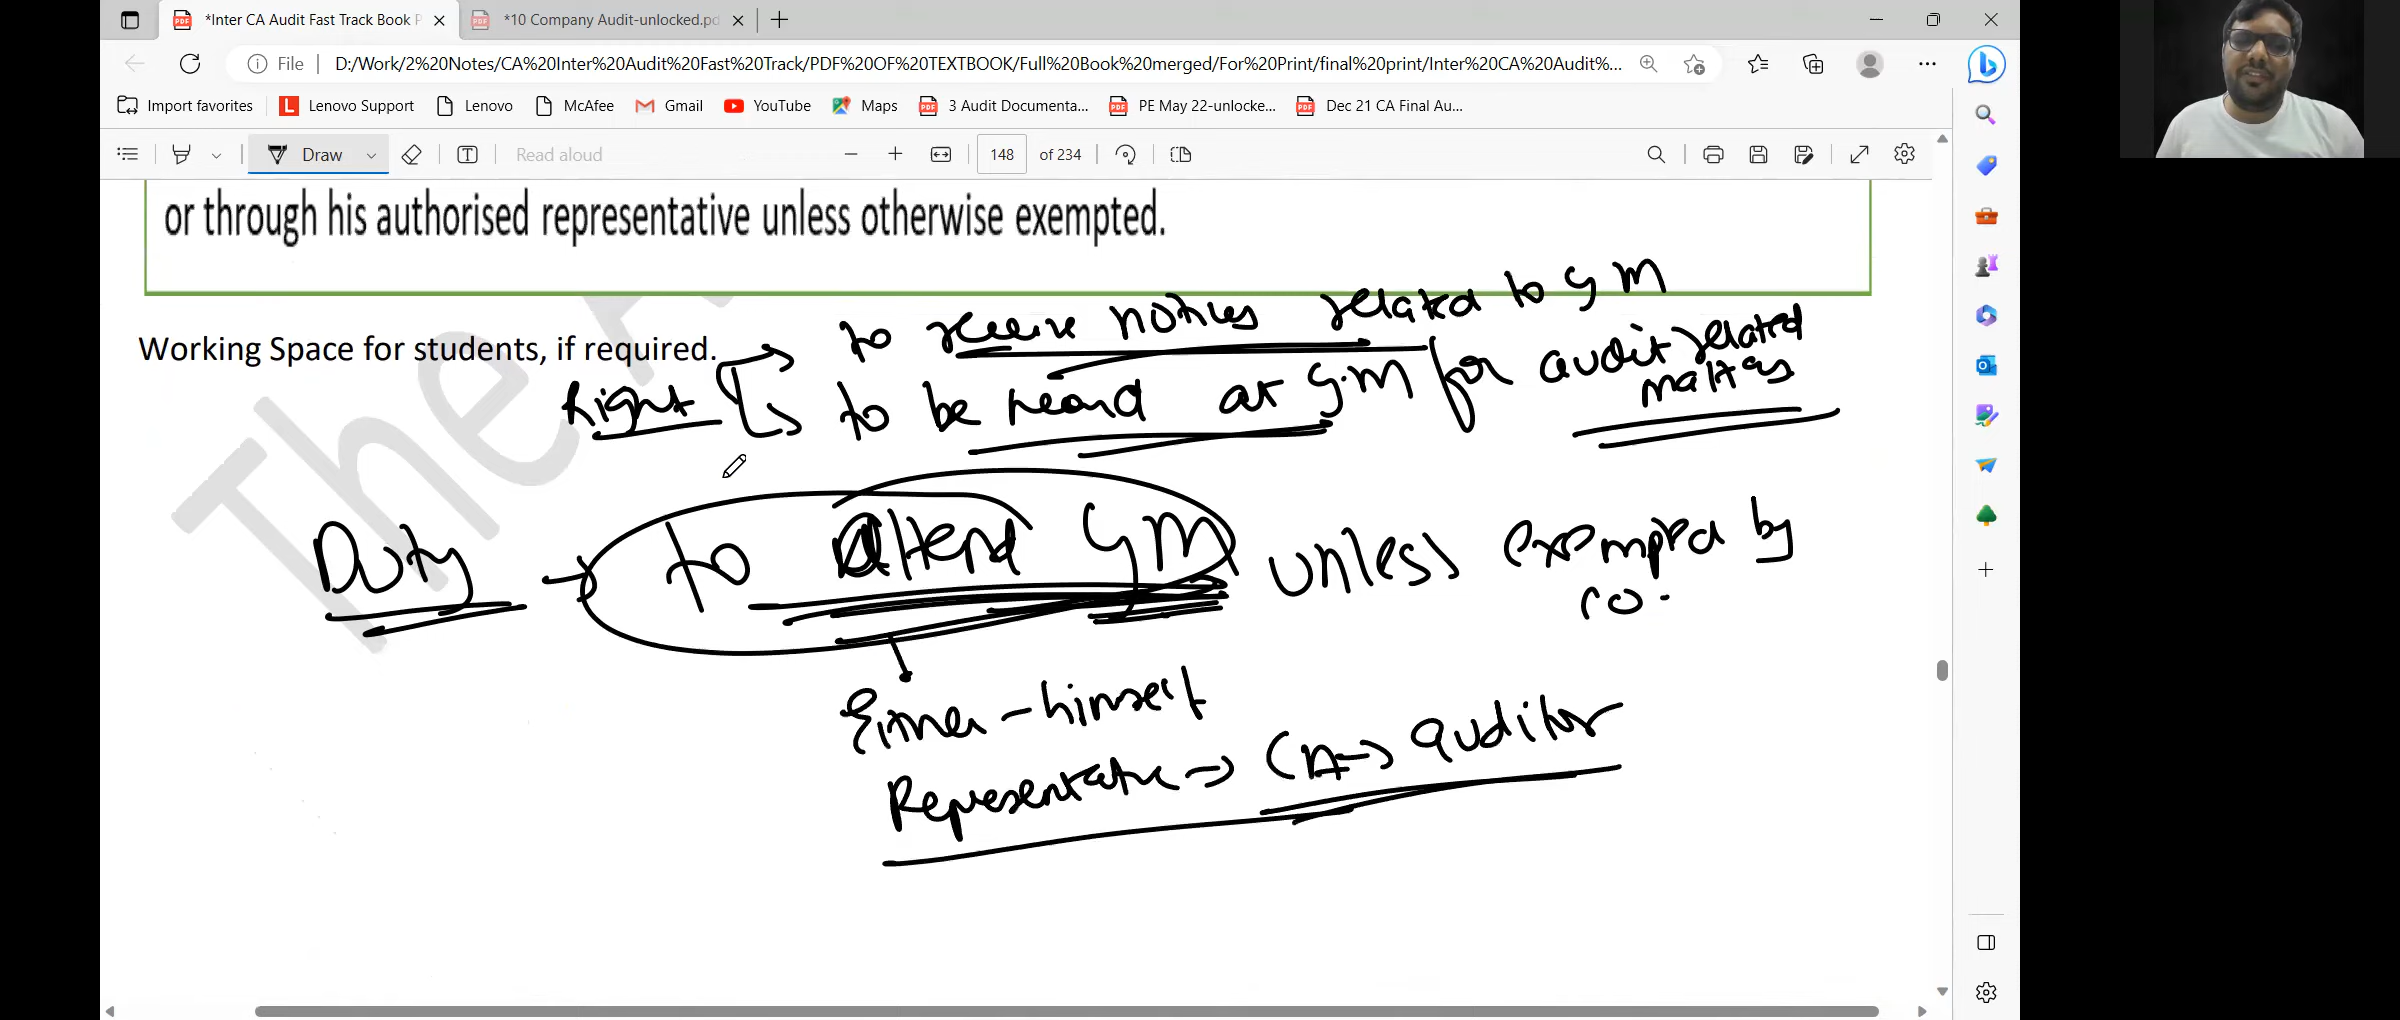 *Inter CA Audit Fast Track Book P
*10 Company Audit-unlocked.pd
File
D:/Work/2%20Notes/CA%20Inter%20Audit%20Fast%20Track/PDF%20OF%20TEXTBOOK/Full%20Book%20merged/For%20Print/final%20print/Inter%20CA%20Audit%...
Import favorites Lenovo Support Lenovo McAfee Gmail YouTube Maps 3 Audit Documenta... PE May 22-unlocke... Dec 21 CA Final Au...
Draw Read aloud 148 of 234
or through his authorised representative unless otherwise exempted.
to receive notices related to GM
Working Space for students, if required.
Right to be heard at G.M for audit related
matters
The
Duty → to attend GM unless exempted by
co.
Either - himself
Representative → CA → auditor